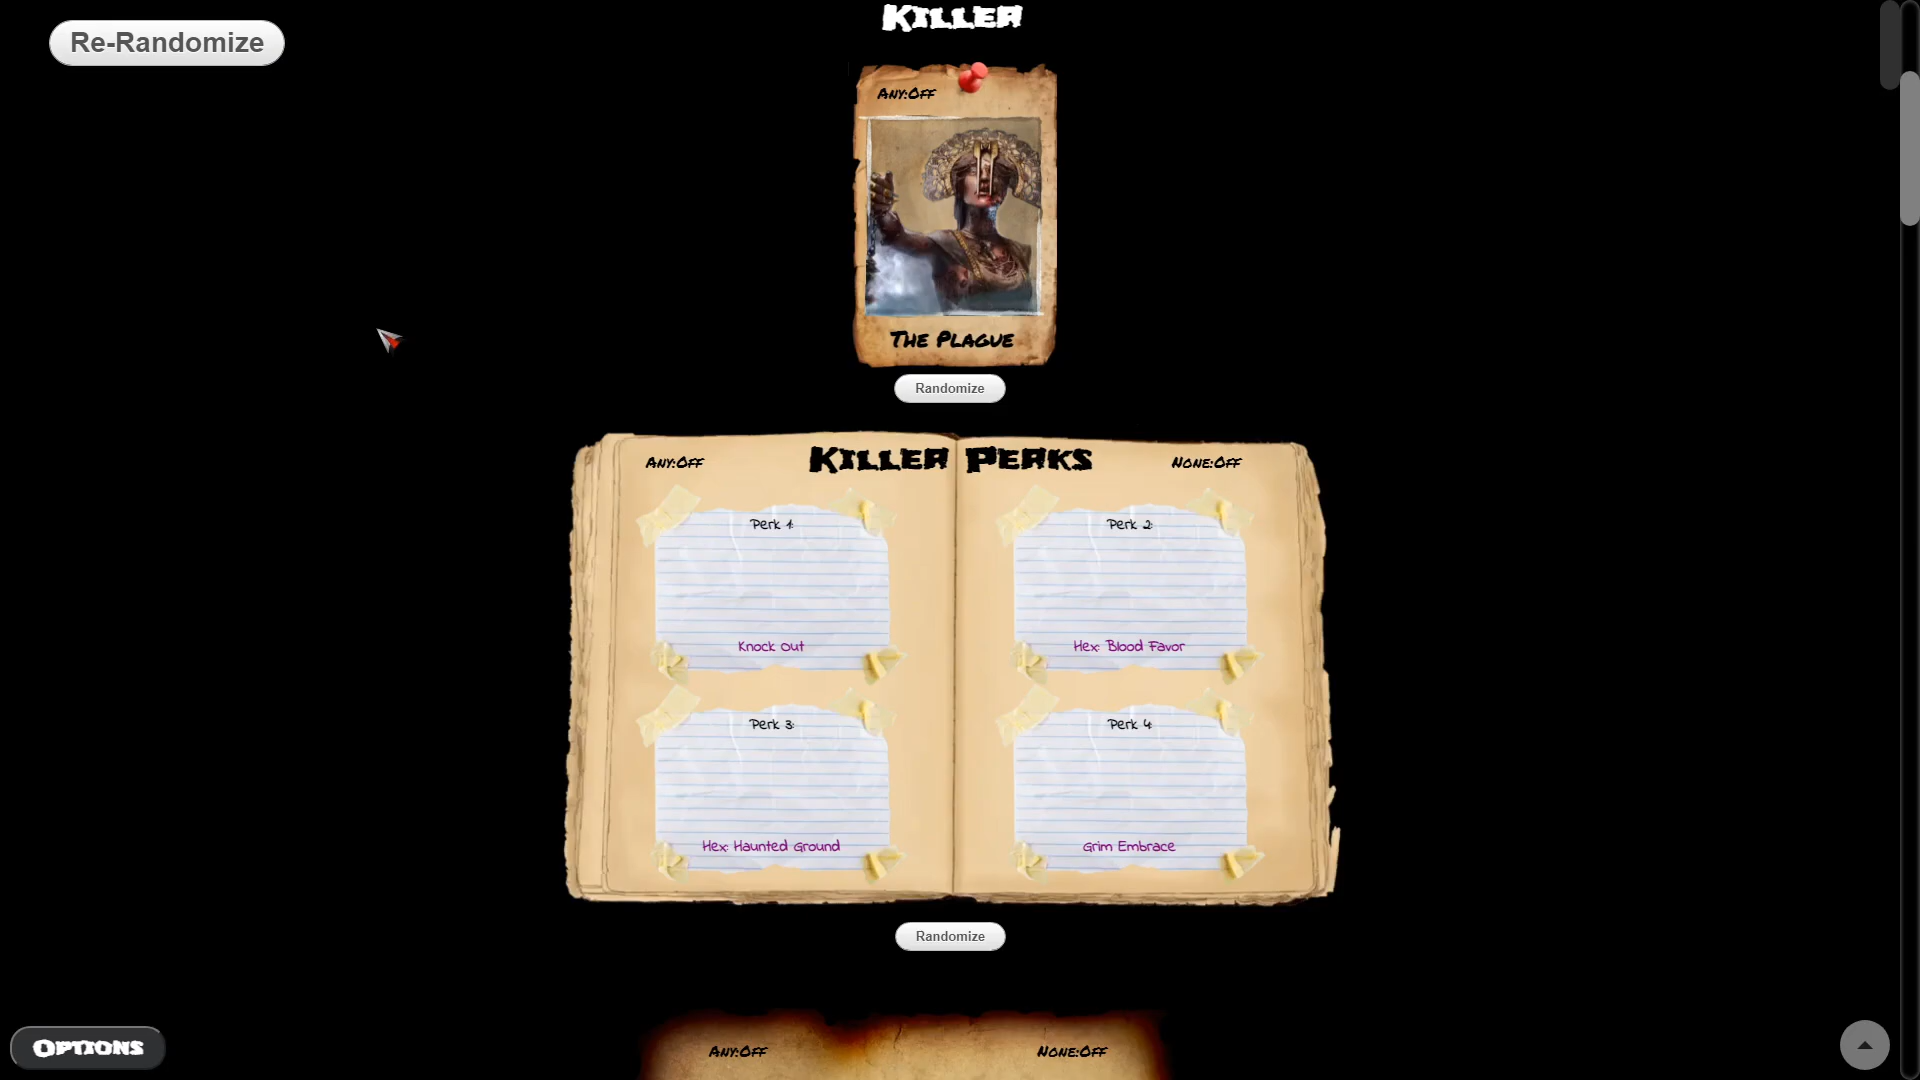 Killer
Re-Randomize
Any:Off
The Plague
Randomize
Killer Perks
Any:Off
None:Off
Perk 1:
Perk 2:
Knock Out
Hex: Blood Favor
Perk 3:
Perk 4:
Hex: Haunted Ground
Grim Embrace
Randomize
Options
Any:Off
None:Off